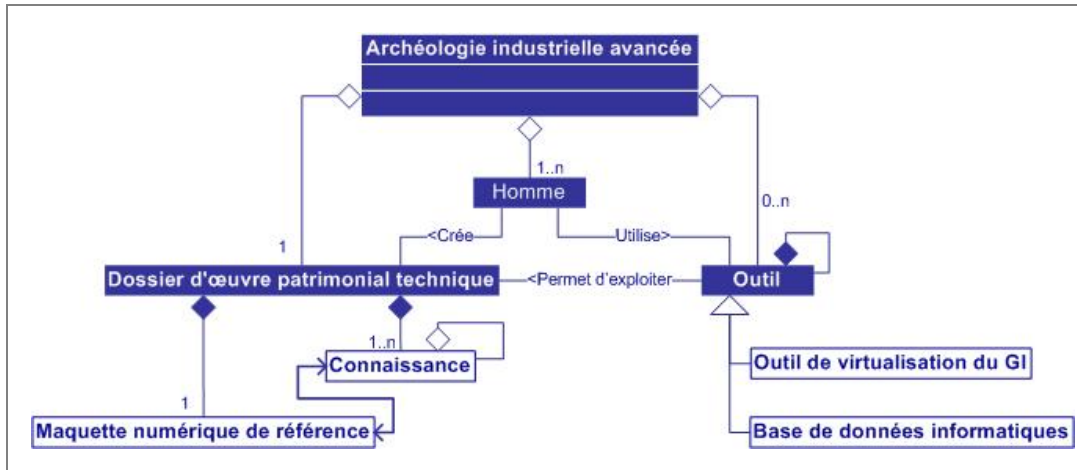 Archéologie industrielle avancée
1..n
Homme
0..n
<Crée
Utilise>
1
Dossier d'œuvre patrimonial technique
<Permet d'exploiter
Outil
1..n
Connaissance
Outil de virtualisation du GI
1
Maquette numérique de référence
Base de données informatiques